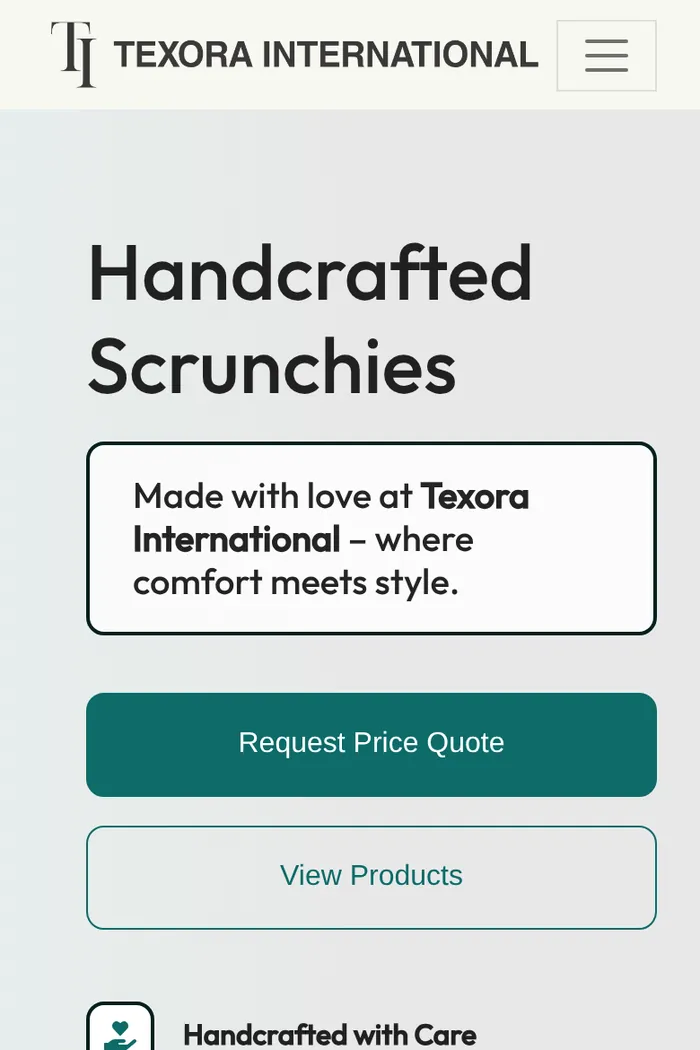 TI TEXORA INTERNATIONAL
Handcrafted
Scrunchies
Made with love at Texora
International – where
comfort meets style.
Request Price Quote
View Products
Handcrafted with Care